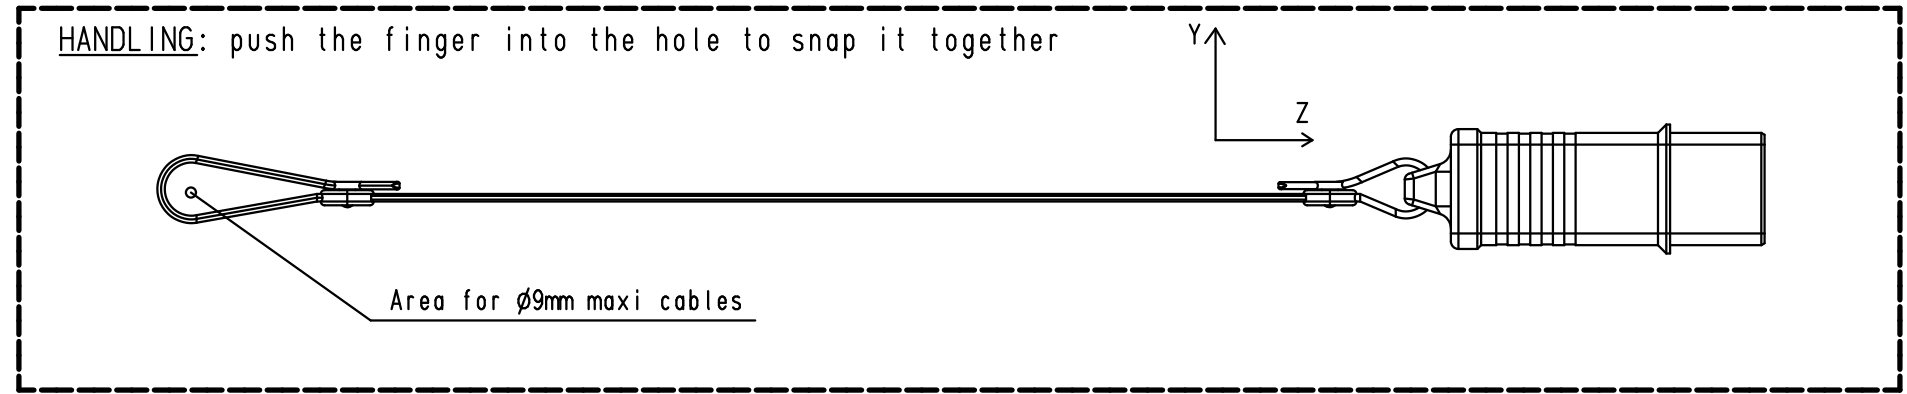 HANDLING: push the finger into the hole to snap it together
Y
Z
Area for Ø9mm maxi cables